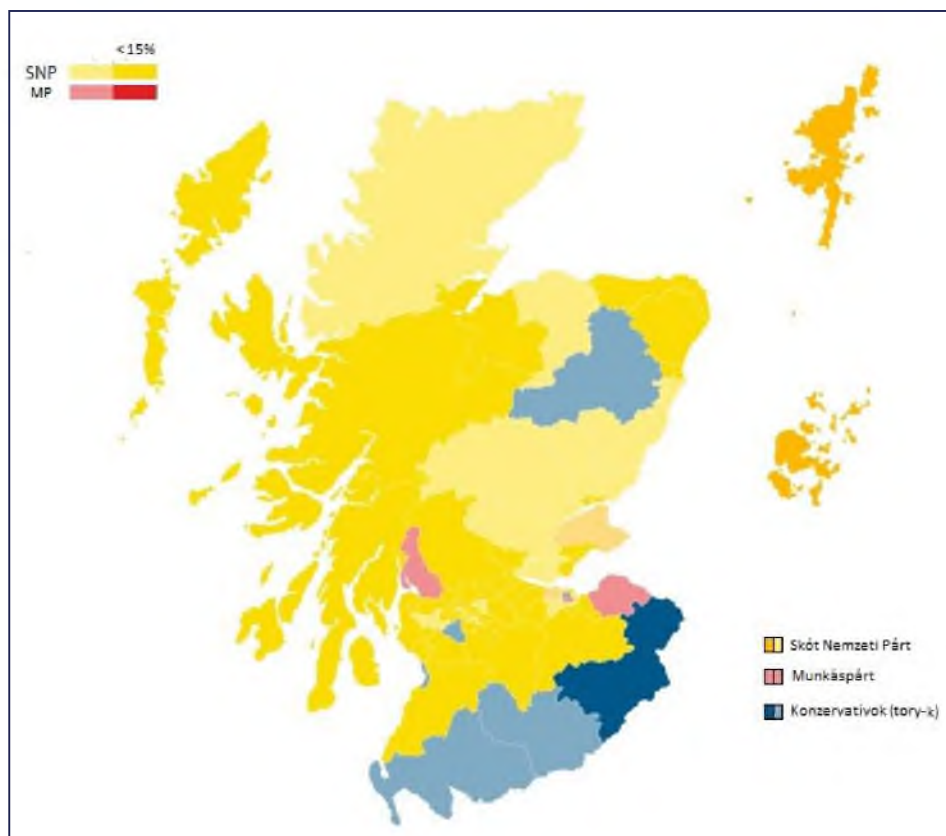 <15%
SNP
MP
Skót Nemzeti Párt
Munkáspárt
Konzervatívok (tory-k)